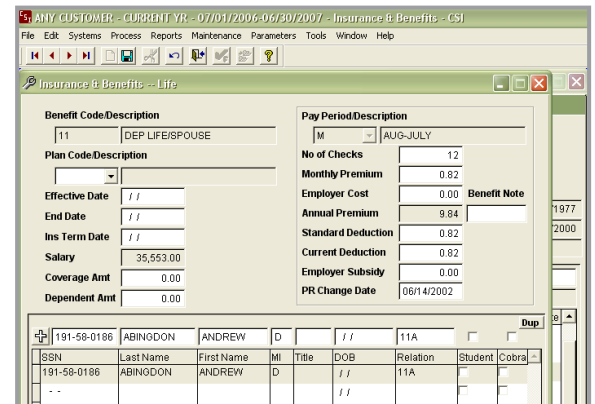 ANY CUSTOMER - CURRENT YR - 07/01/2006-06/30/2007 - Insurance & Benefits - CSI
File Edit Systems Process Reports Maintenance Parameters Tools Window Help
Insurance & Benefits -- Life
Benefit Code/Description
11 DEP LIFE/SPOUSE
Plan Code/Description
Effective Date / /
End Date / /
Ins Term Date / /
Salary 35,553.00
Coverage Amt 0.00
Dependent Amt 0.00
Pay Period/Description
M AUG-JULY
No of Checks 12
Monthly Premium 0.82
Employer Cost 0.00 Benefit Note
Annual Premium 9.84
Standard Deduction 0.82
Current Deduction 0.82
Employer Subsidy 0.00
PR Change Date 06/14/2002
/1977
/2000
Dup
191-58-0186 ABINGDON ANDREW D / / 11A
SSN Last Name First Name MI Title DOB Relation Student Cobra
191-58-0186 ABINGDON ANDREW D / / 11A
- - / /